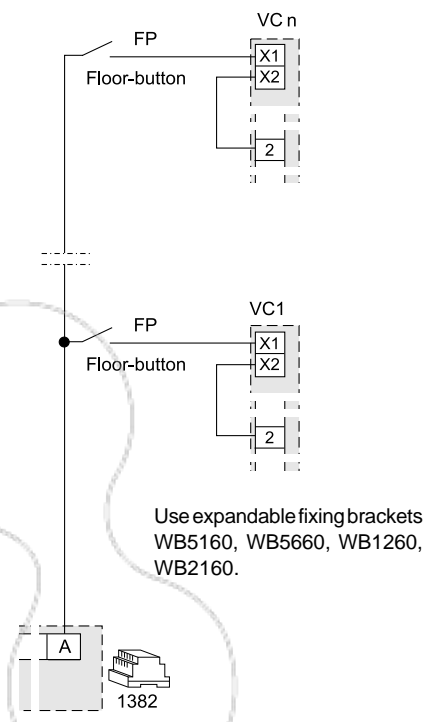 VC n
FP
X1
Floor-button
X2
2
VC1
FP
X1
Floor-button
X2
2
Use expandable fixing brackets
WB5160, WB5660, WB1260,
WB2160.
A
1382